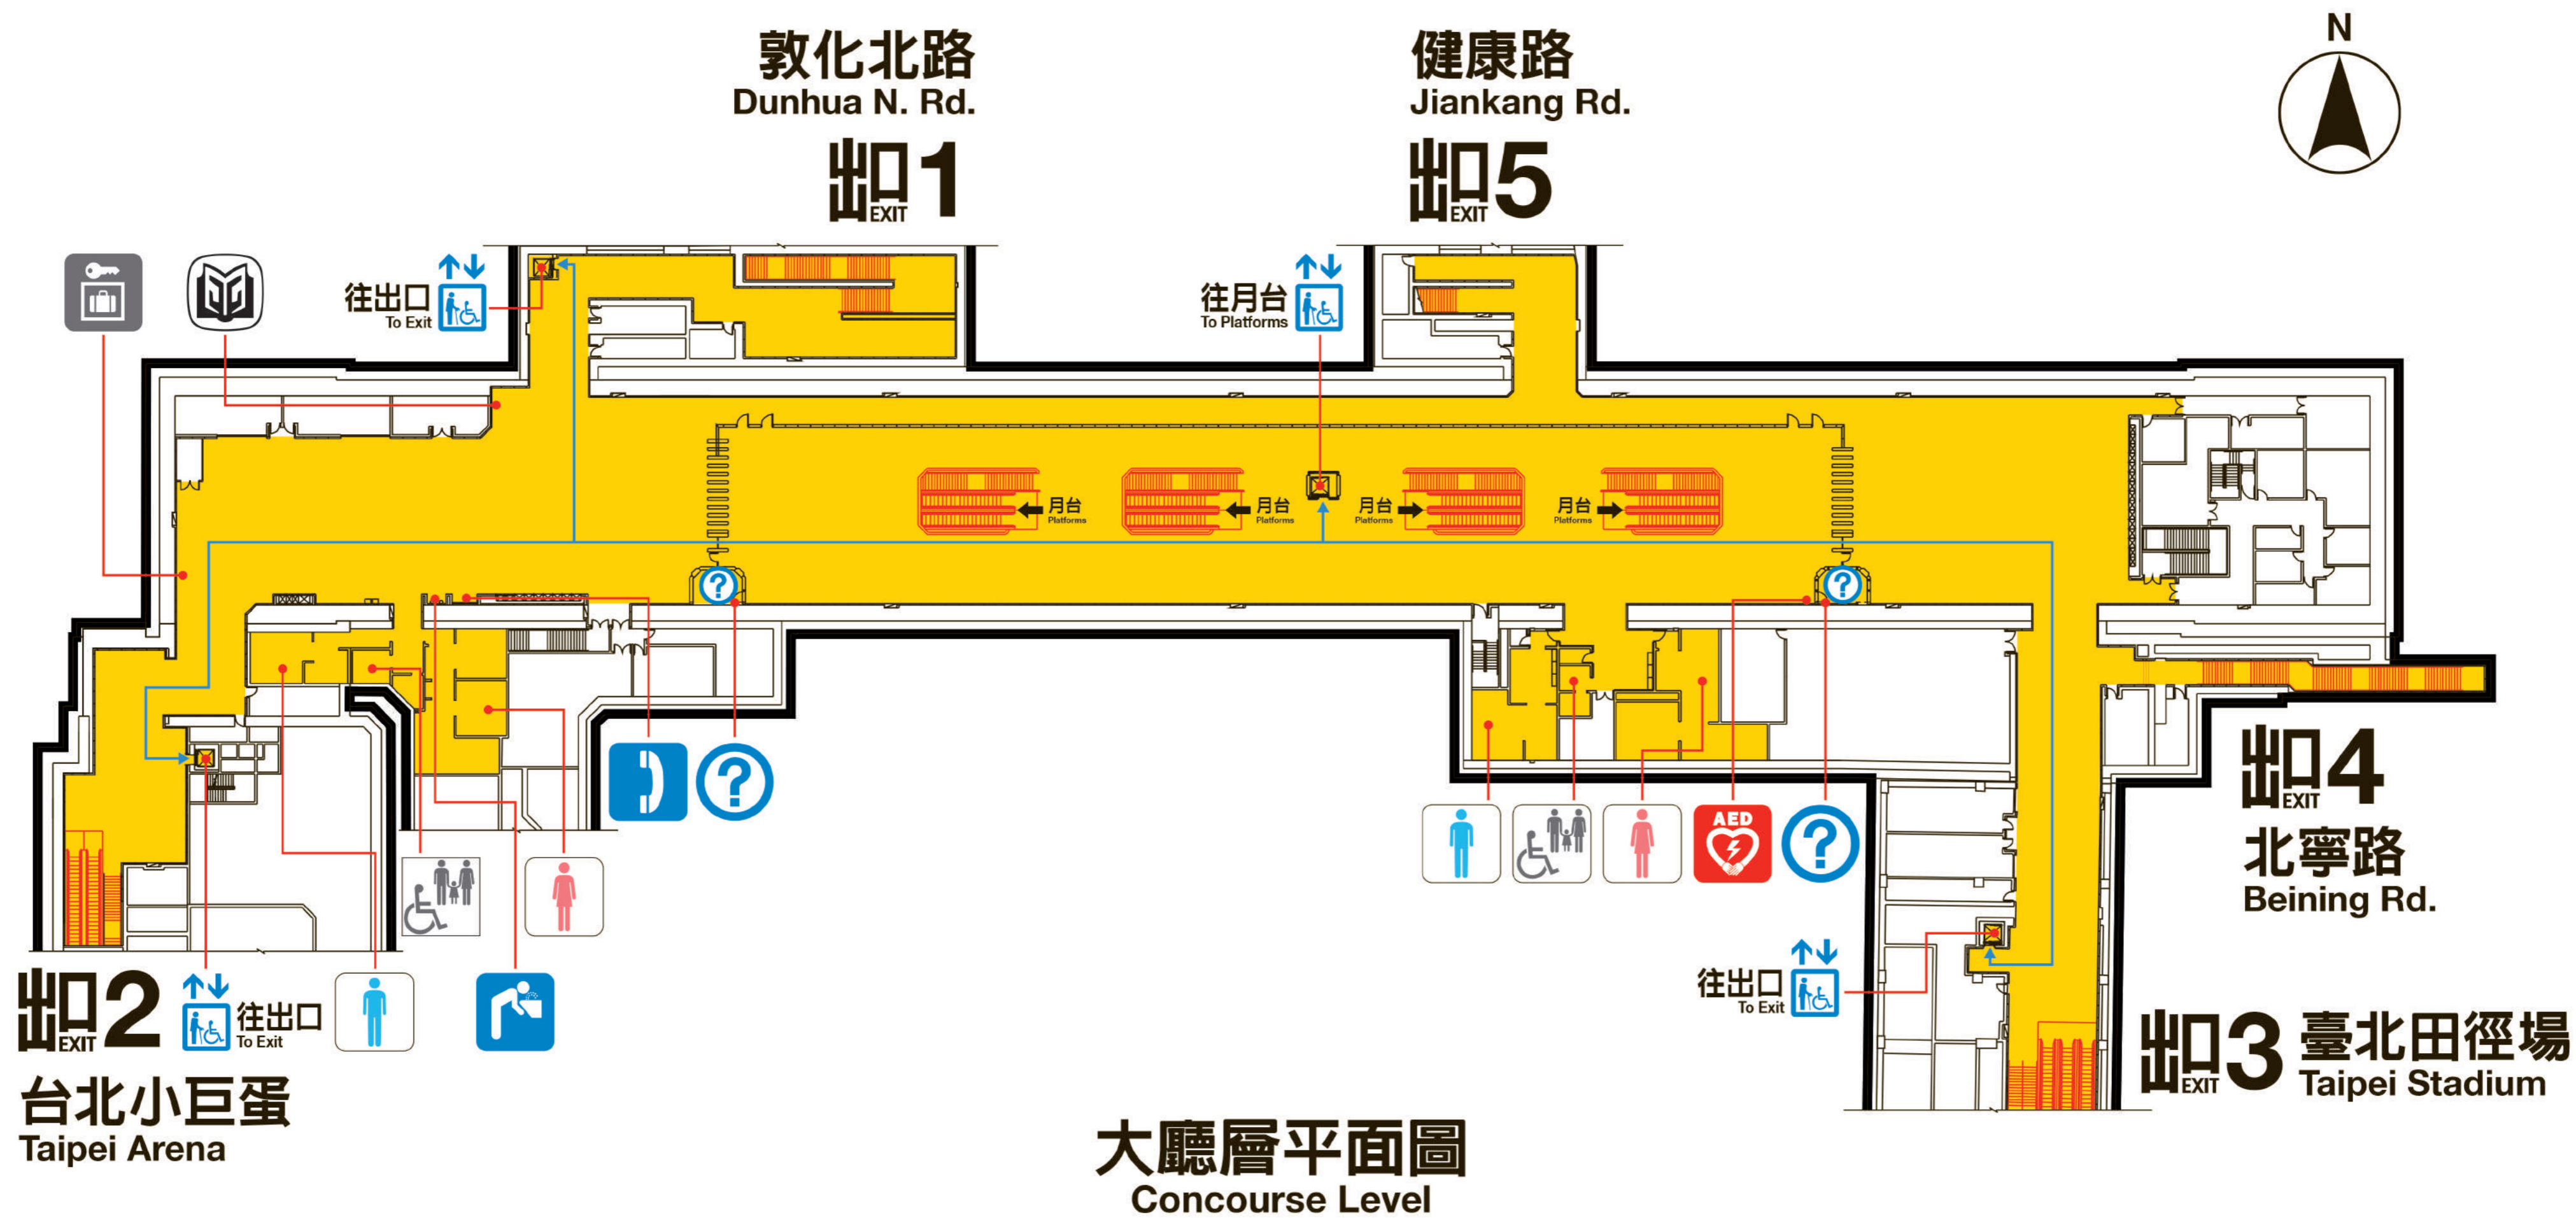 N
敦化北路
Dunhua N. Rd.
出口 1
EXIT
健康路
Jiankang Rd.
出口 5
EXIT
往出口
To Exit
往月台
To Platforms
月台
Platforms
月台
Platforms
月台
Platforms
月台
Platforms
?
?
?
AED
?
出口 4
EXIT
北寧路
Beining Rd.
出口 2
EXIT
台北小巨蛋
Taipei Arena
往出口
To Exit
往出口
To Exit
出口 3
EXIT
臺北田徑場
Taipei Stadium
大廳層平面圖
Concourse Level